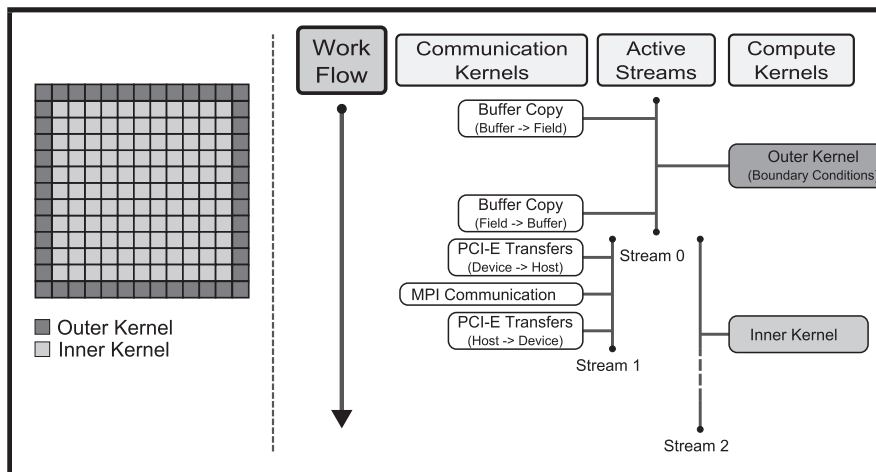 Work
Flow
Communication
Kernels
Active
Streams
Compute
Kernels
Buffer Copy
(Buffer -> Field)
Outer Kernel
(Boundary Conditions)
Buffer Copy
(Field -> Buffer)
PCI-E Transfers
(Device -> Host)
Stream 0
MPI Communication
PCI-E Transfers
(Host -> Device)
Inner Kernel
Stream 1
Stream 2
Outer Kernel
Inner Kernel